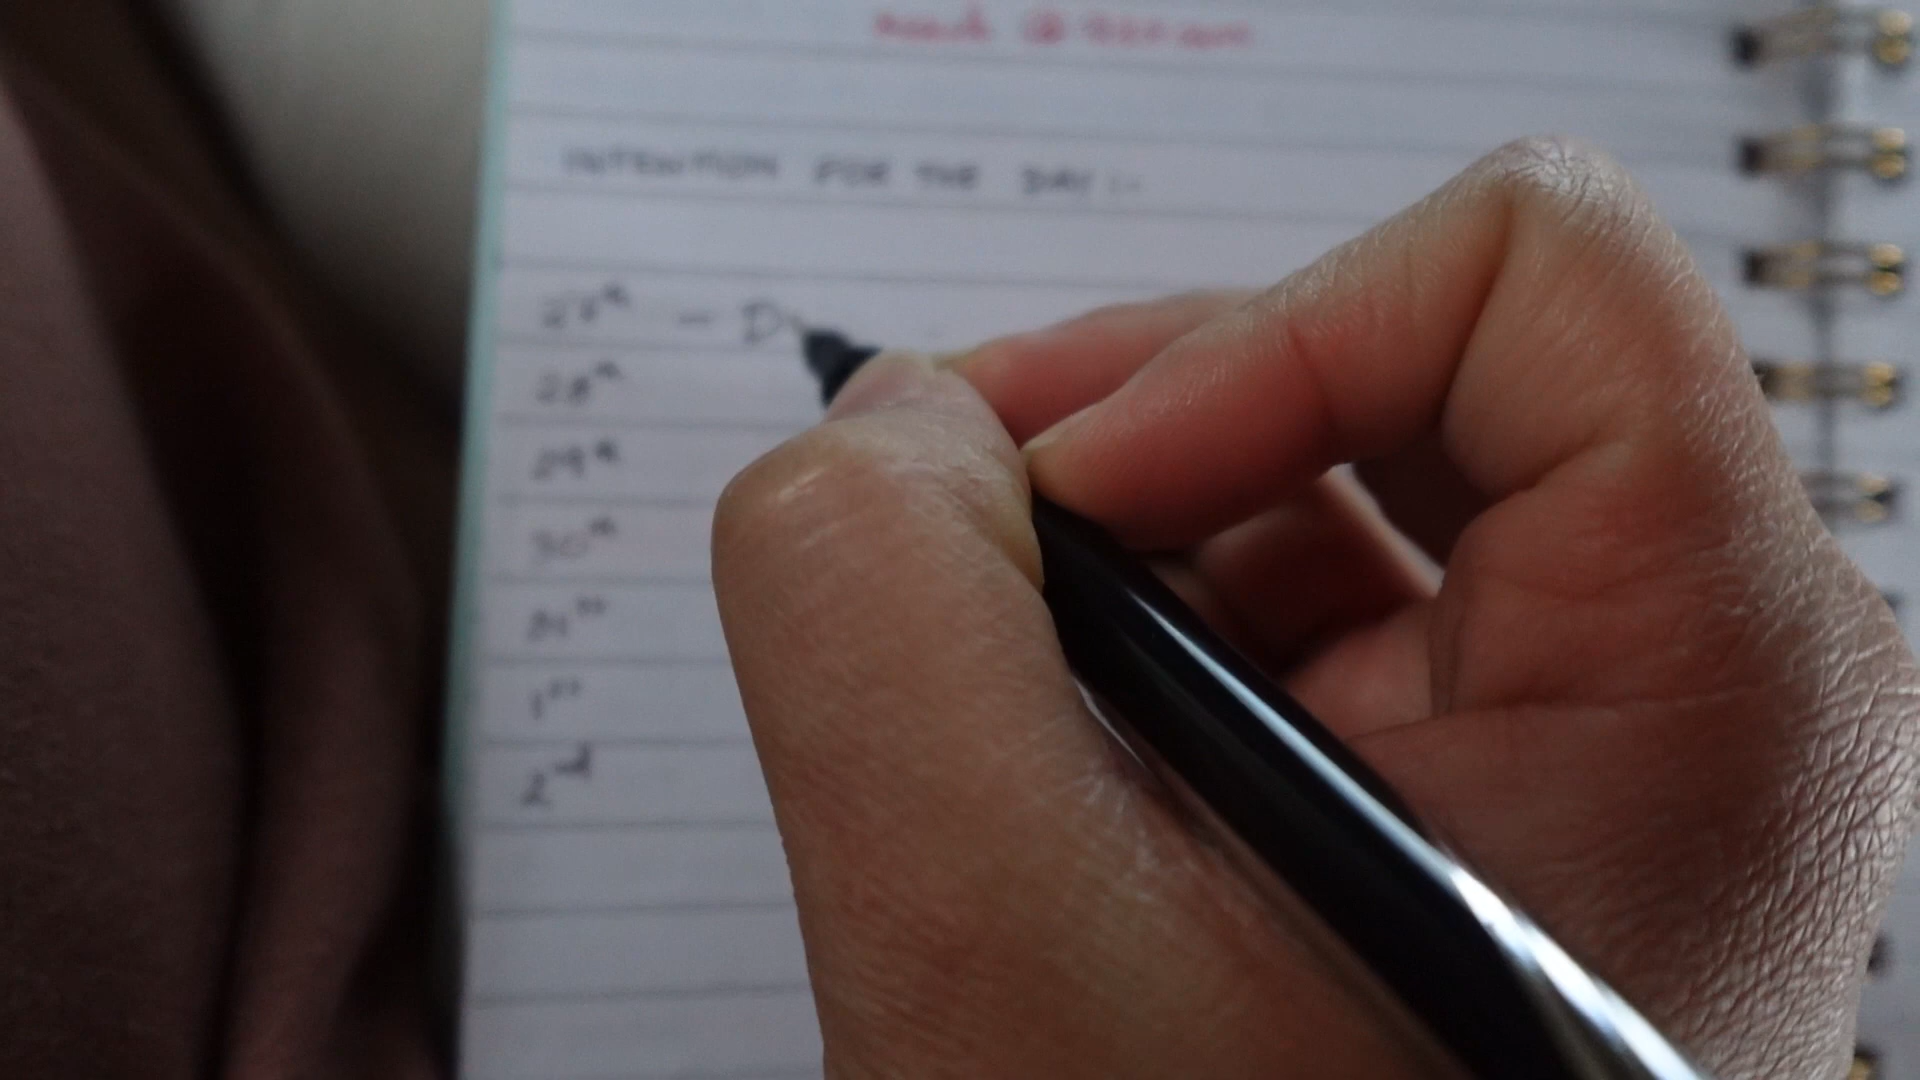 INTENTION FOR THE DAY :-
27th - D
28th
29th
30th
31st
1st
2nd